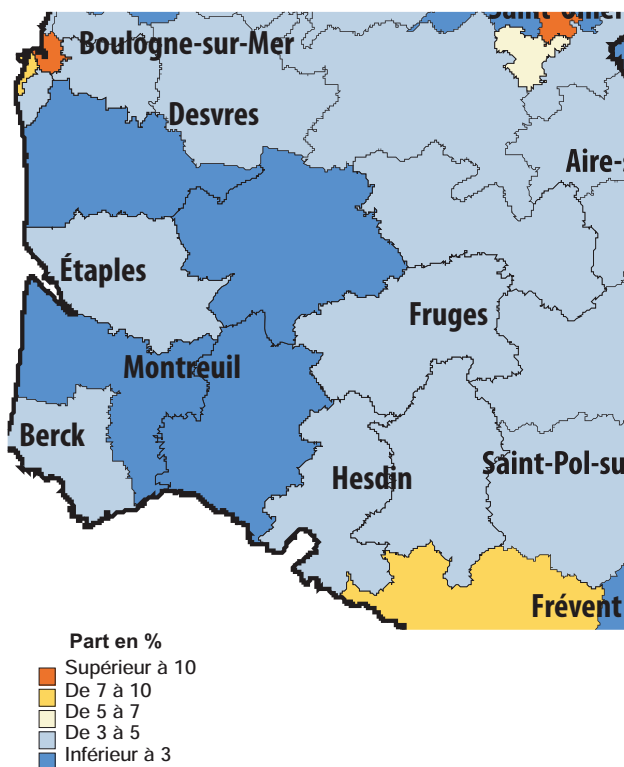 Boulogne-sur-Mer
Desvres
Aire-s
Étaples
Fruges
Montreuil
Berck
Hesdin
Saint-Pol-su
Frévent
Part en %
Supérieur à 10
De 7 à 10
De 5 à 7
De 3 à 5
Inférieur à 3